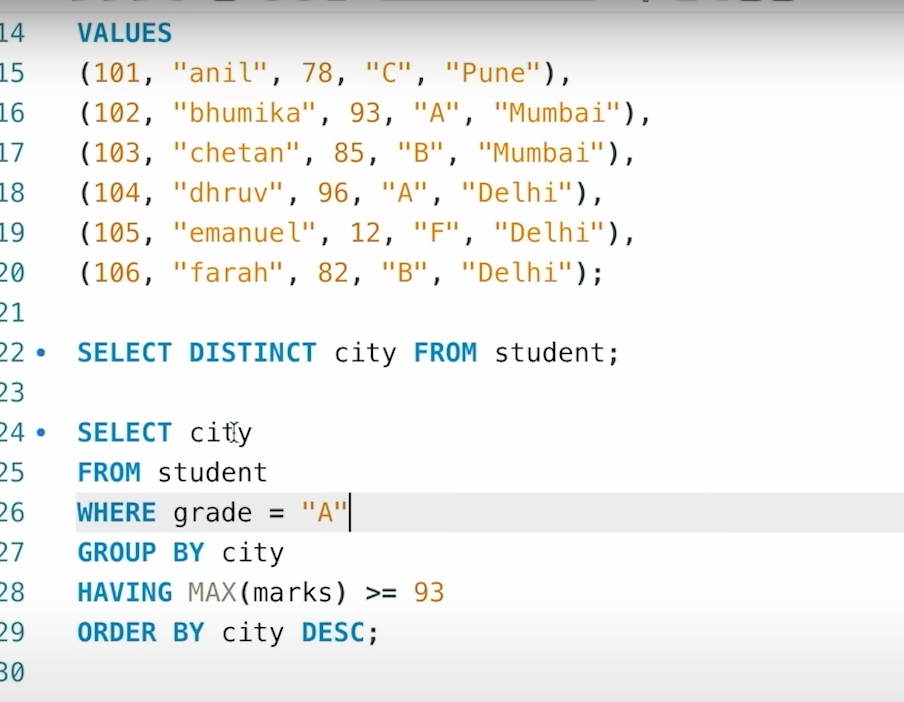 14 VALUES
15 (101, "anil", 78, "C", "Pune"),
16 (102, "bhumika", 93, "A", "Mumbai"),
17 (103, "chetan", 85, "B", "Mumbai"),
18 (104, "dhruv", 96, "A", "Delhi"),
19 (105, "emanuel", 12, "F", "Delhi"),
20 (106, "farah", 82, "B", "Delhi");
21
22 SELECT DISTINCT city FROM student;
23
24 SELECT city
25 FROM student
26 WHERE grade = "A"
27 GROUP BY city
28 HAVING MAX(marks) >= 93
29 ORDER BY city DESC;
30